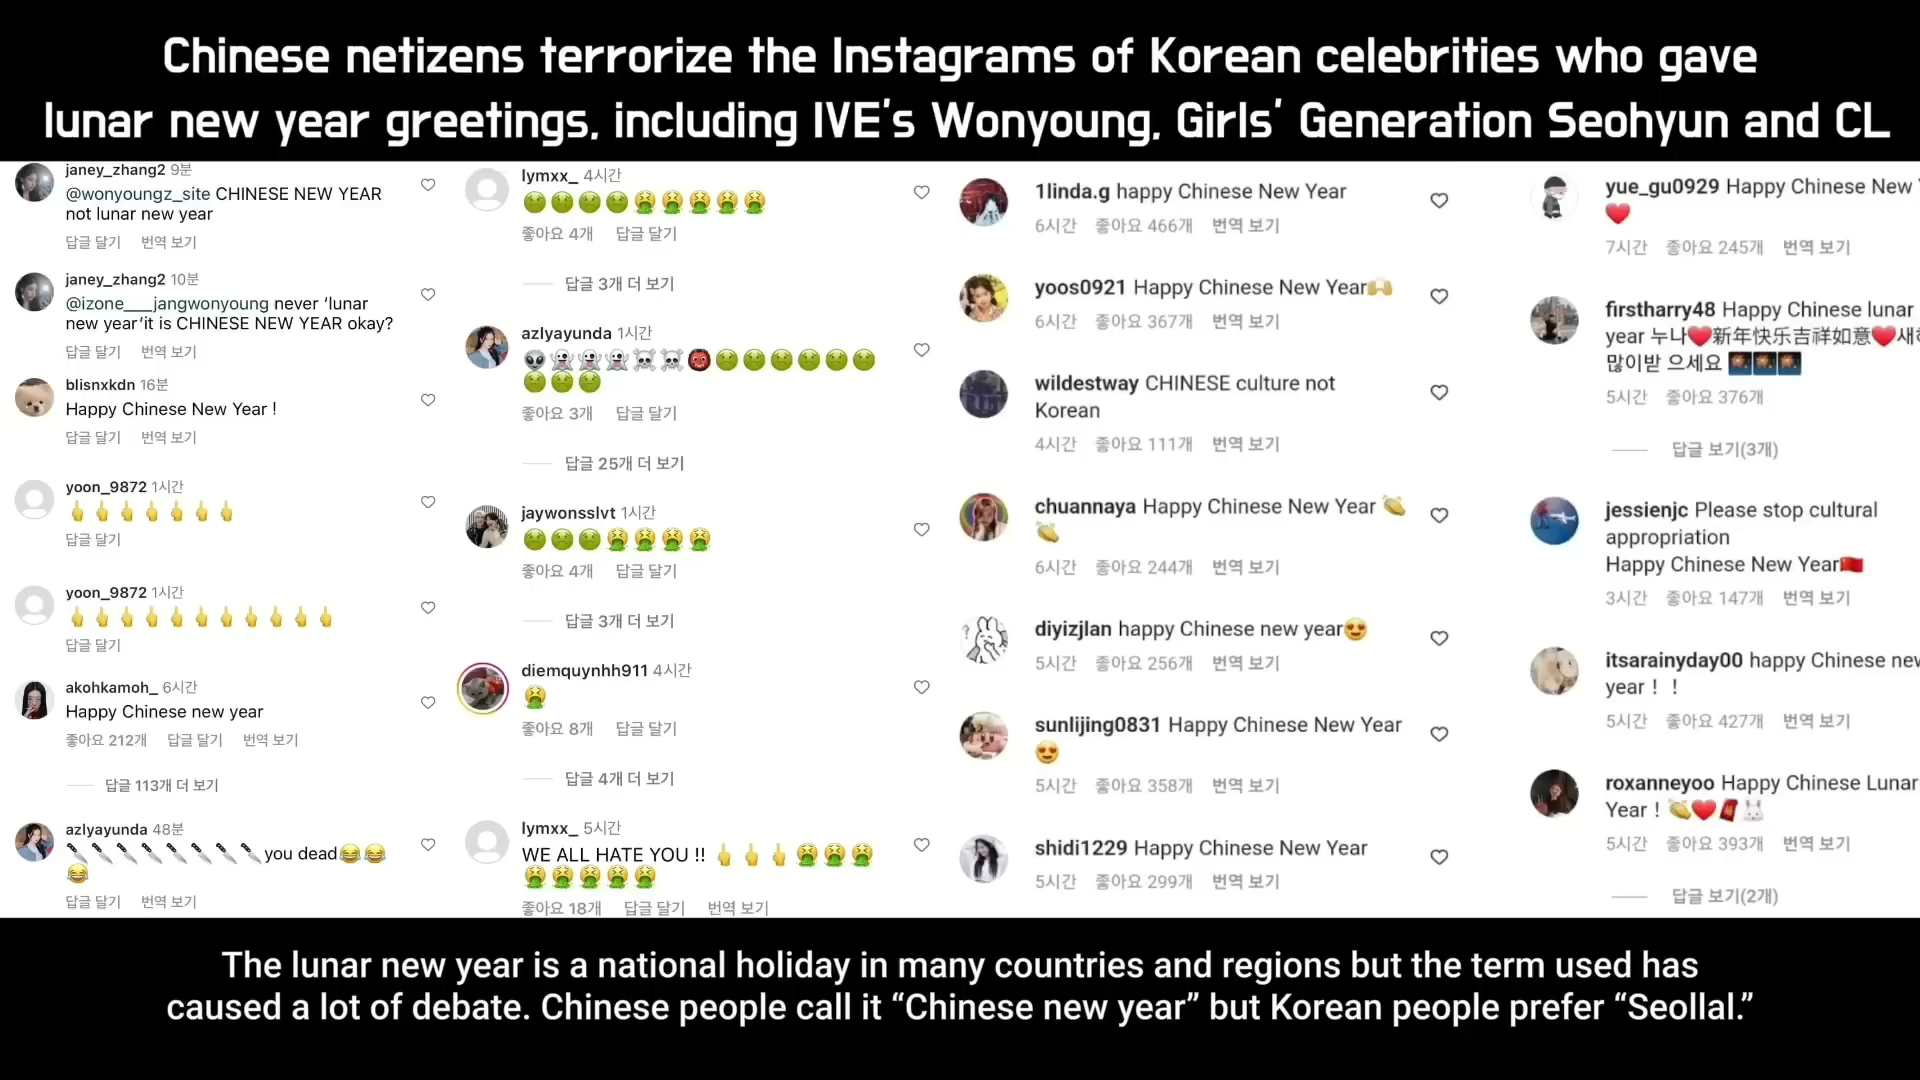 Chinese netizens terrorize the Instagrams of Korean celebrities who gave
lunar new year greetings, including IVE's Wonyoung, Girls' Generation Seohyun and CL
janey_zhang2 9분
@wonyoungz_site CHINESE NEW YEAR
not lunar new year
답글 달기 번역 보기
janey_zhang2 10분
@izone___jangwonyoung never ‘lunar
new year’it is CHINESE NEW YEAR okay?
답글 달기 번역 보기
blisnxkdn 16분
Happy Chinese New Year !
답글 달기 번역 보기
yoon_9872 1시간
🖕🖕🖕🖕🖕🖕🖕
답글 달기
yoon_9872 1시간
🖕🖕🖕🖕🖕🖕🖕🖕🖕🖕🖕
답글 달기
akohkamoh_ 6시간
Happy Chinese new year
좋아요 212개 답글 달기 번역 보기
답글 113개 더 보기
azlyayunda 48분
🔪🔪🔪🔪🔪🔪🔪🔪you dead😂😂
😂
답글 달기 번역 보기
lymxx_ 4시간
🤢🤢🤢🤢🤮🤮🤮🤮🤮
좋아요 4개 답글 달기
답글 3개 더 보기
azlyayunda 1시간
👽👻👻👻☠️☠️👹🤢🤢🤢🤢🤢🤢
🤢🤢🤢
좋아요 3개 답글 달기
답글 25개 더 보기
jaywonsslvt 1시간
🤢🤢🤢🤮🤮🤮🤮
좋아요 4개 답글 달기
답글 3개 더 보기
diemquynhh911 4시간
🤮
좋아요 8개 답글 달기
답글 4개 더 보기
lymxx_ 5시간
WE ALL HATE YOU !! 🖕🖕🖕🤮🤮🤮
🤮🤮🤮🤮🤮
좋아요 18개 답글 달기 번역 보기
1linda.g happy Chinese New Year
6시간 좋아요 466개 번역 보기
yoos0921 Happy Chinese New Year🙌
6시간 좋아요 367개 번역 보기
wildestway CHINESE culture not
Korean
4시간 좋아요 111개 번역 보기
chuannaya Happy Chinese New Year 👏
👏
6시간 좋아요 244개 번역 보기
diyizjlan happy Chinese new year😍
5시간 좋아요 256개 번역 보기
sunlijing0831 Happy Chinese New Year
😍
5시간 좋아요 358개 번역 보기
shidi1229 Happy Chinese New Year
5시간 좋아요 299개 번역 보기
yue_gu0929 Happy Chinese New
❤️
7시간 좋아요 245개 번역 보기
firstharry48 Happy Chinese lunar
year 누나❤️新年快乐吉祥如意❤️새해
많이받 으세요 🎆🎆🎆
5시간 좋아요 376개
답글 보기(3개)
jessienjc Please stop cultural
appropriation
Happy Chinese New Year🇨🇳
3시간 좋아요 147개 번역 보기
itsarainyday00 happy Chinese new
year！！
5시간 좋아요 427개 번역 보기
roxanneyoo Happy Chinese Lunar
Year！👏❤️🧧🐰
5시간 좋아요 393개 번역 보기
답글 보기(2개)
The lunar new year is a national holiday in many countries and regions but the term used has
caused a lot of debate. Chinese people call it “Chinese new year” but Korean people prefer “Seollal.”